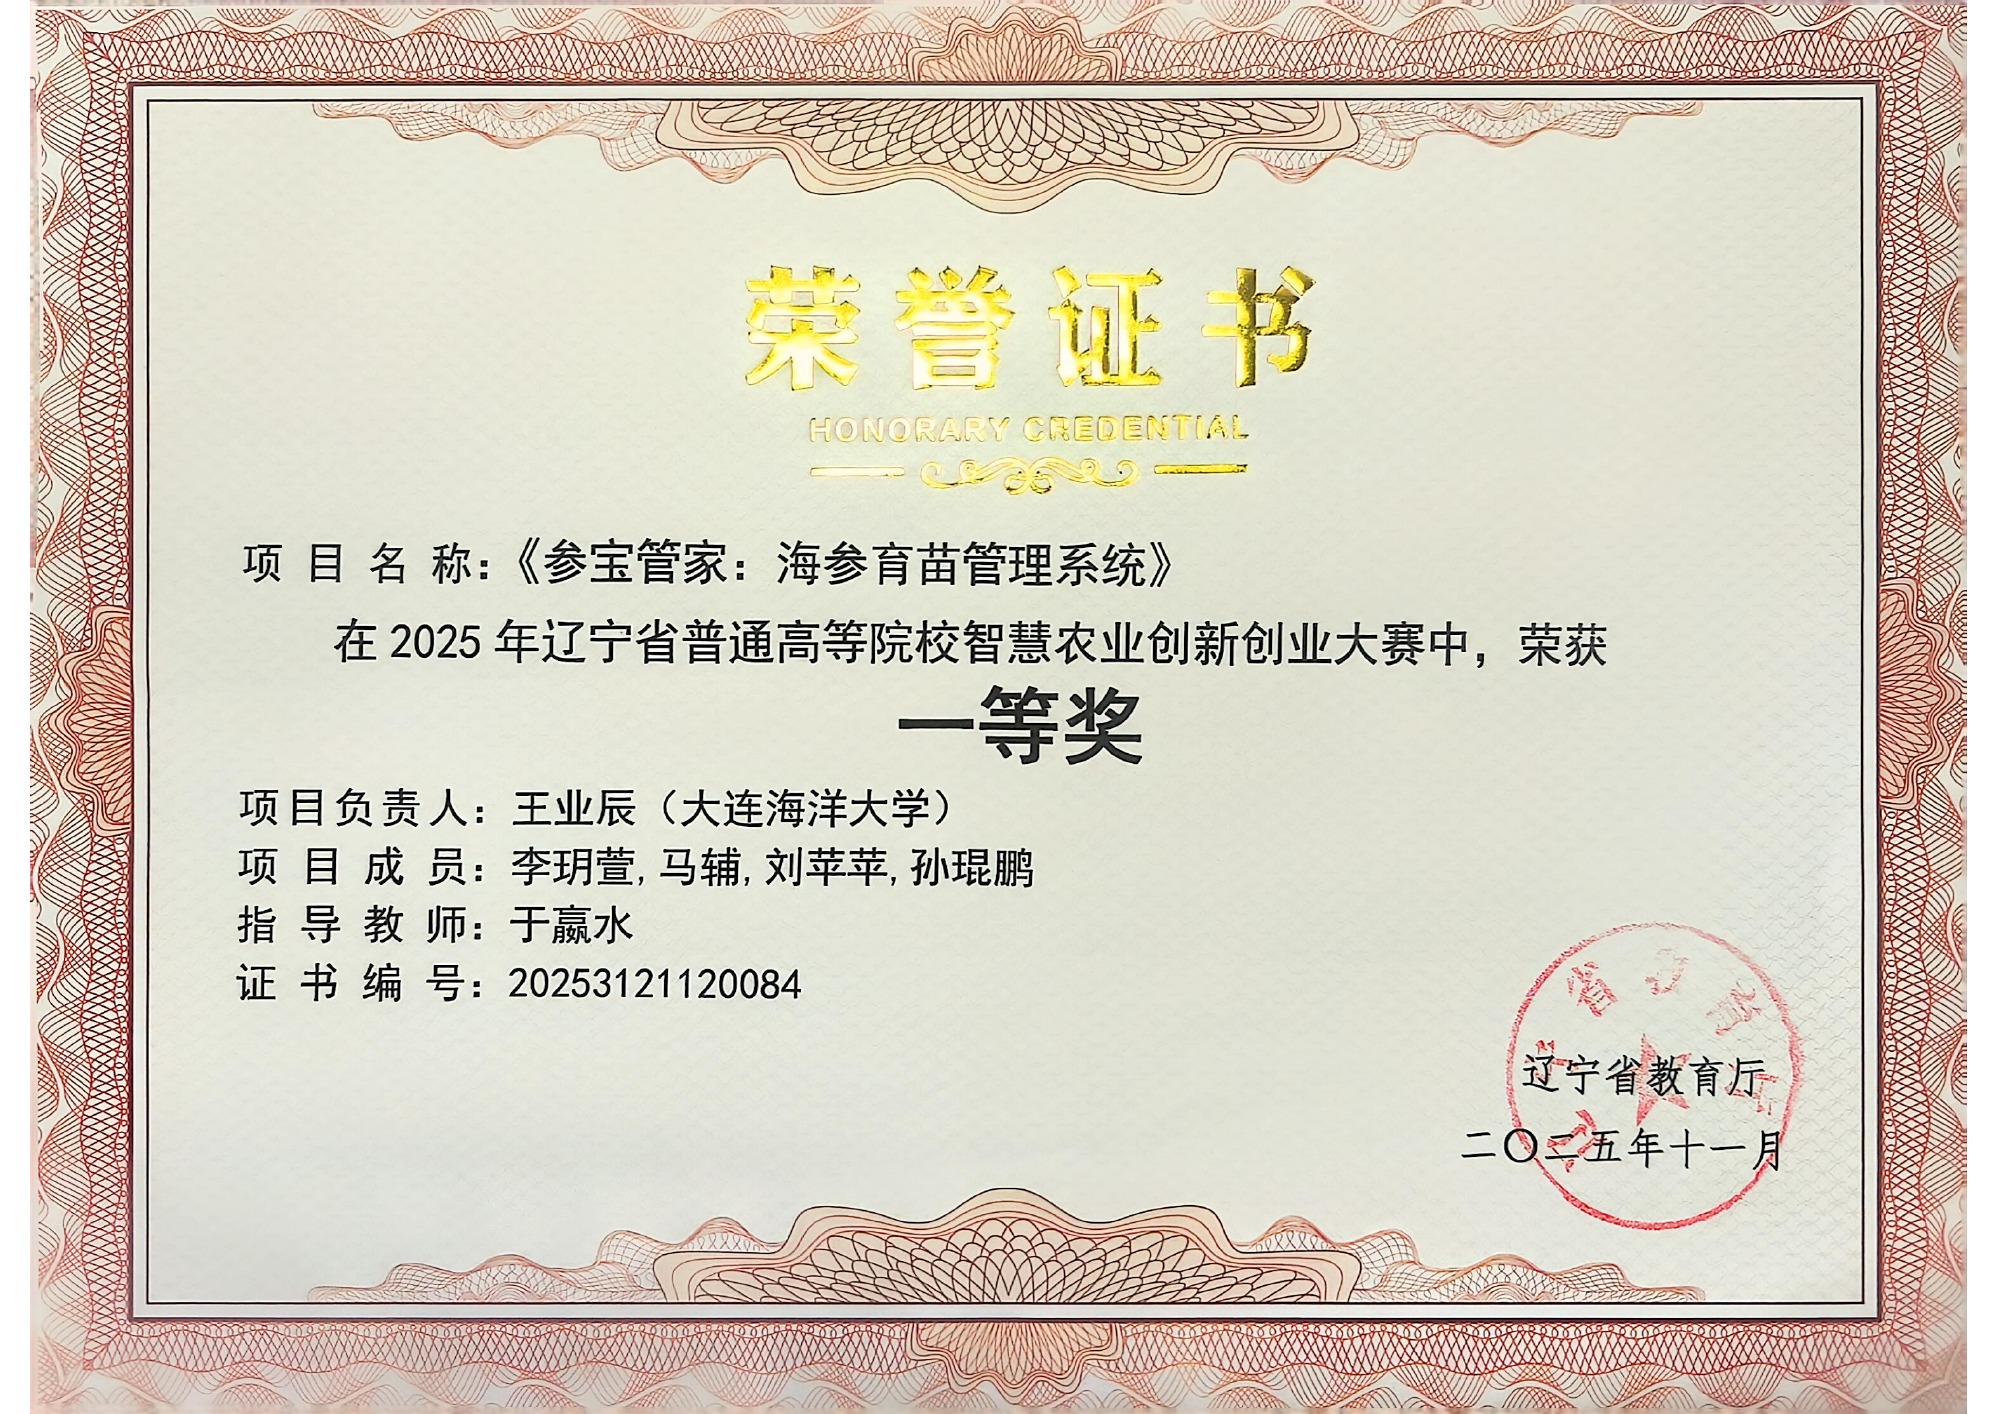 荣誉证书
HONORARY CREDENTIAL
项目名称：《参宝管家：海参育苗管理系统》
在 2025 年辽宁省普通高等院校智慧农业创新创业大赛中，荣获
一等奖
项目负责人：王业辰（大连海洋大学）
项目成员：李玥萱,马辅,刘苹苹,孙琨鹏
指导教师：于赢水
证书编号：20253121120084
辽宁省教育厅
二〇二五年十一月